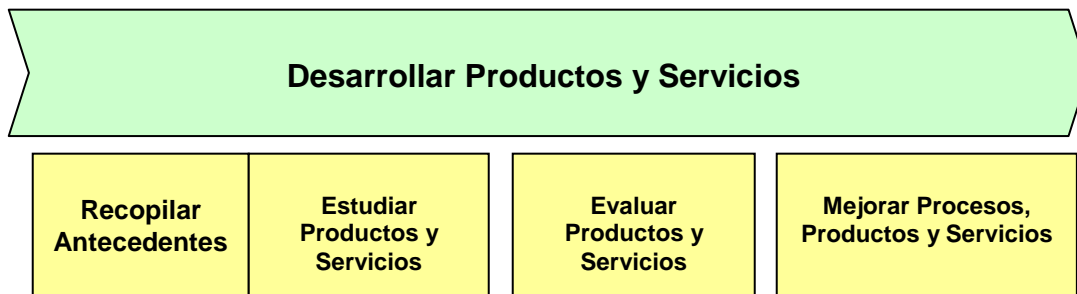 Desarrollar Productos y Servicios
Recopilar
Antecedentes
Estudiar
Productos y
Servicios
Evaluar
Productos y
Servicios
Mejorar Procesos,
Productos y Servicios